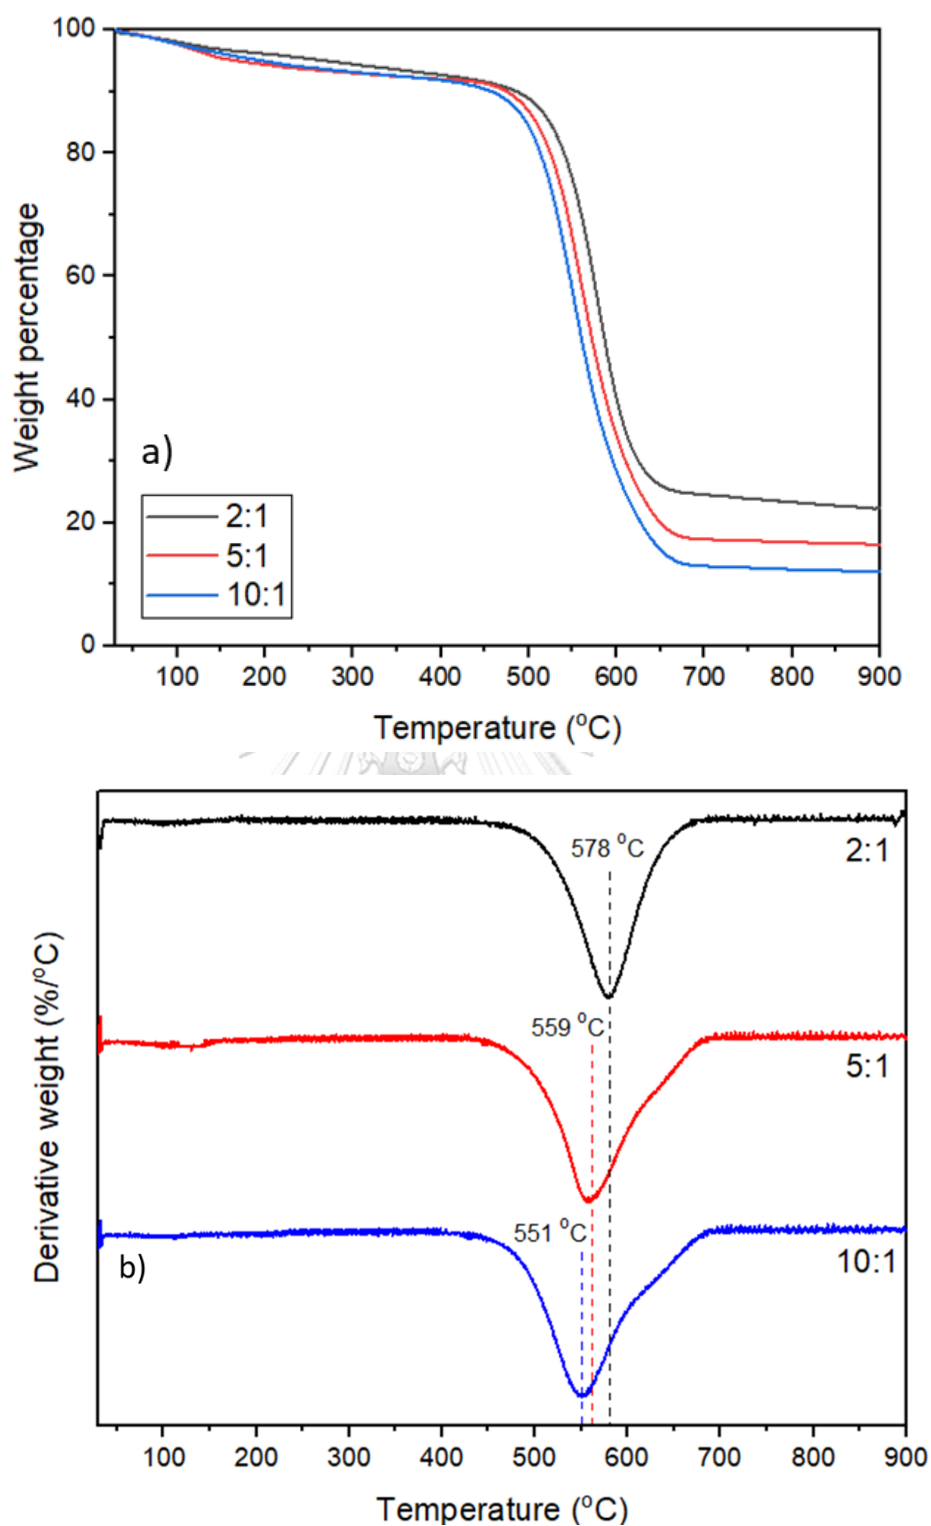 100
80
60
40
20
0
Weight percentage
a)
2:1
5:1
10:1
100 200 300 400 500 600 700 800 900
Temperature (°C)
578 °C
2:1
559 °C
5:1
551 °C
10:1
b)
Derivative weight (%/°C)
100 200 300 400 500 600 700 800 900
Temperature (°C)